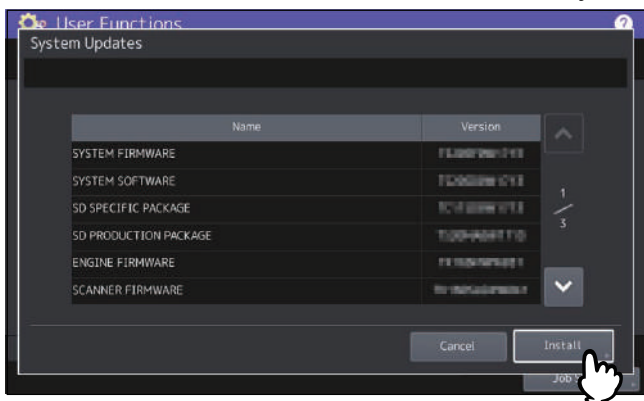 User Functions
?
System Updates
Name Version
SYSTEM FIRMWARE
SYSTEM SOFTWARE
SD SPECIFIC PACKAGE
SD PRODUCTION PACKAGE
ENGINE FIRMWARE
SCANNER FIRMWARE
1
3
Cancel Install
Job